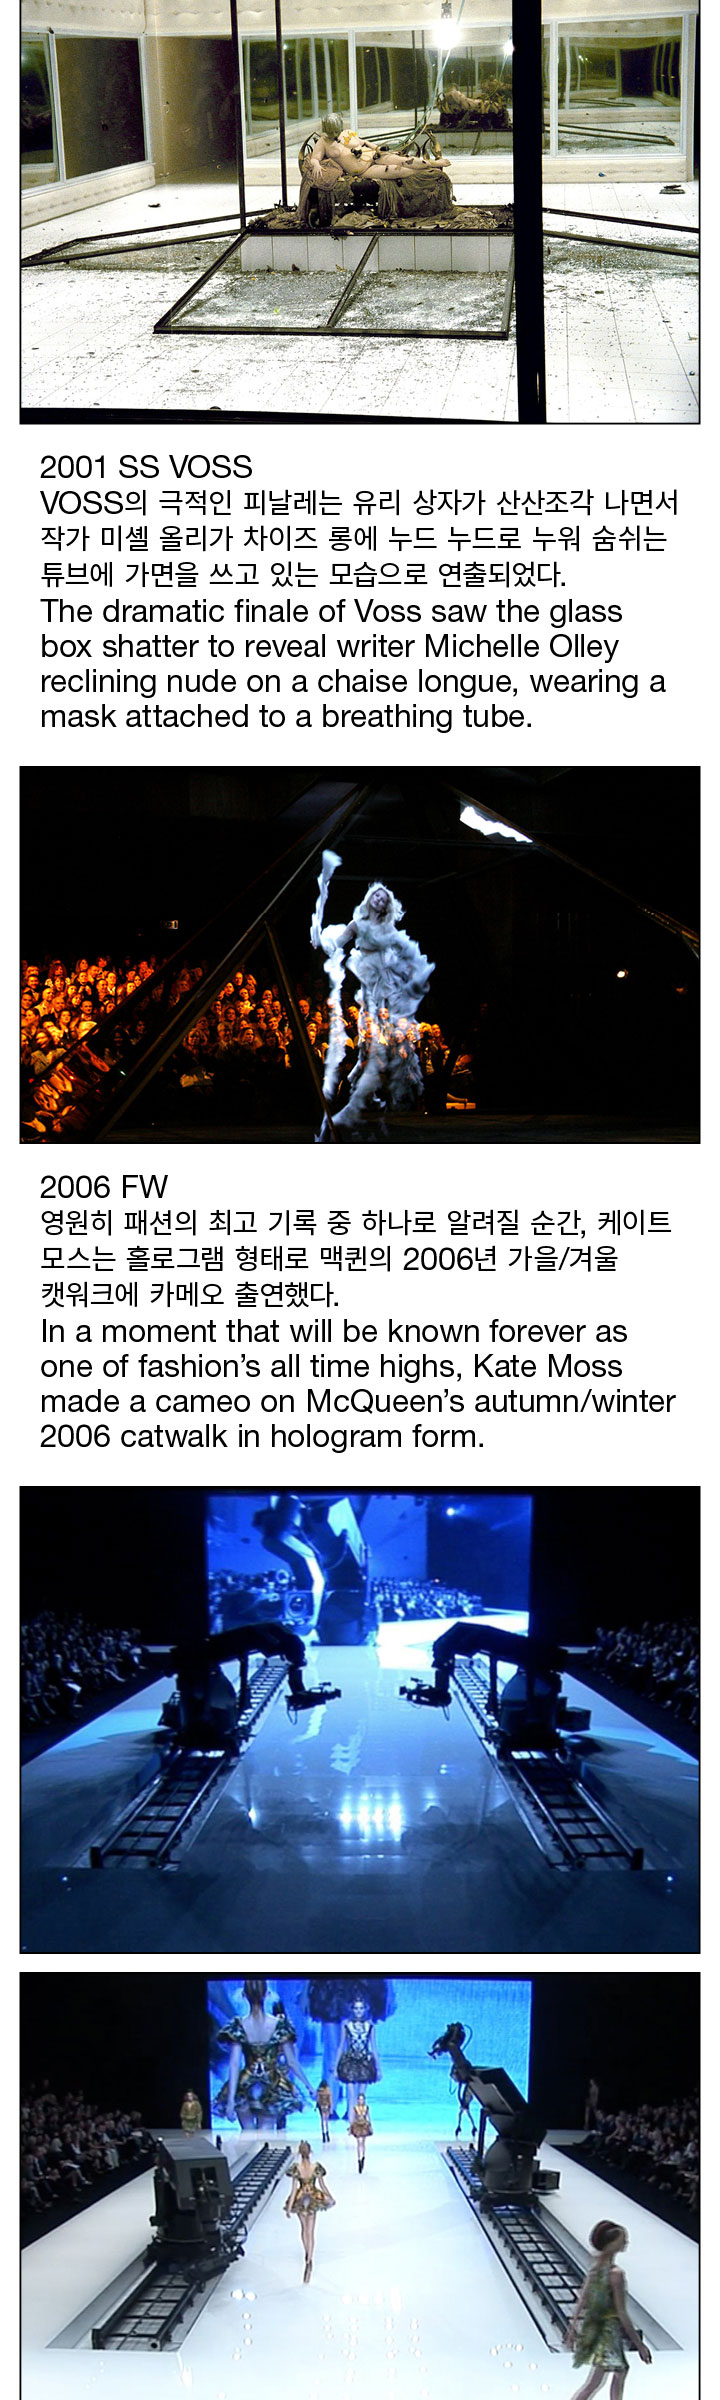 2001 SS VOSS
VOSS의 극적인 피날레는 유리 상자가 산산조각 나면서
작가 미셸 올리가 차이즈 롱에 누드 누드로 누워 숨쉬는
튜브에 가면을 쓰고 있는 모습으로 연출되었다.
The dramatic finale of Voss saw the glass
box shatter to reveal writer Michelle Olley
reclining nude on a chaise longue, wearing a
mask attached to a breathing tube.
2006 FW
영원히 패션의 최고 기록 중 하나로 알려질 순간, 케이트
모스는 홀로그램 형태로 맥퀸의 2006년 가을/겨울
캣워크에 카메오 출연했다.
In a moment that will be known forever as
one of fashion’s all time highs, Kate Moss
made a cameo on McQueen’s autumn/winter
2006 catwalk in hologram form.